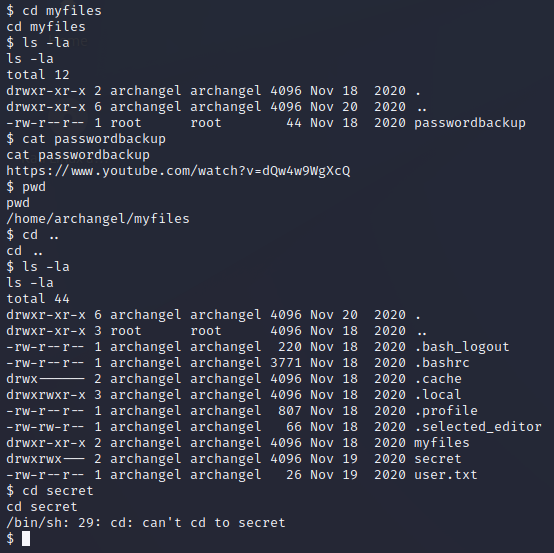 $ cd myfiles
cd myfiles
$ ls -la
ls -la
total 12
drwxr-xr-x 2 archangel archangel 4096 Nov 18  2020 .
drwxr-xr-x 6 archangel archangel 4096 Nov 20  2020 ..
-rw-r--r-- 1 root      root        44 Nov 18  2020 passwordbackup
$ cat passwordbackup
cat passwordbackup
https://www.youtube.com/watch?v=dQw4w9WgXcQ
$ pwd
pwd
/home/archangel/myfiles
$ cd ..
cd ..
$ ls -la
ls -la
total 44
drwxr-xr-x 6 archangel archangel 4096 Nov 20  2020 .
drwxr-xr-x 3 root      root      4096 Nov 18  2020 ..
-rw-r--r-- 1 archangel archangel  220 Nov 18  2020 .bash_logout
-rw-r--r-- 1 archangel archangel 3771 Nov 18  2020 .bashrc
drwx------ 2 archangel archangel 4096 Nov 18  2020 .cache
drwxrwxr-x 3 archangel archangel 4096 Nov 18  2020 .local
-rw-r--r-- 1 archangel archangel  807 Nov 18  2020 .profile
-rw-rw-r-- 1 archangel archangel   66 Nov 18  2020 .selected_editor
drwxr-xr-x 2 archangel archangel 4096 Nov 18  2020 myfiles
drwxrwx--- 2 archangel archangel 4096 Nov 19  2020 secret
-rw-r--r-- 1 archangel archangel   26 Nov 19  2020 user.txt
$ cd secret
cd secret
/bin/sh: 29: cd: can't cd to secret
$